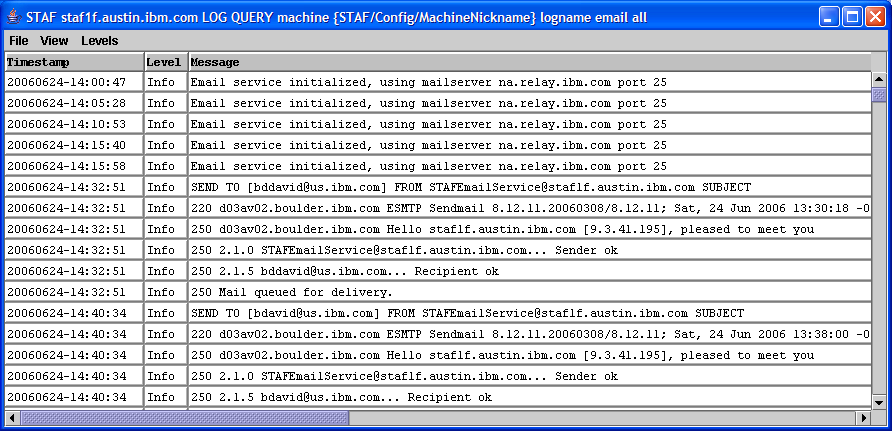 STAF staf1f.austin.ibm.com LOG QUERY machine {STAF/Config/MachineNickname} logname email all
File View Levels
Timestamp Level Message
20060624-14:00:47 Info Email service initialized, using mailserver na.relay.ibm.com port 25
20060624-14:05:28 Info Email service initialized, using mailserver na.relay.ibm.com port 25
20060624-14:10:53 Info Email service initialized, using mailserver na.relay.ibm.com port 25
20060624-14:15:40 Info Email service initialized, using mailserver na.relay.ibm.com port 25
20060624-14:15:58 Info Email service initialized, using mailserver na.relay.ibm.com port 25
20060624-14:32:51 Info SEND TO [bddavid@us.ibm.com] FROM STAFEmailService@staf1f.austin.ibm.com SUBJECT
20060624-14:32:51 Info 220 d03av02.boulder.ibm.com ESMTP Sendmail 8.12.11.20060308/8.12.11; Sat, 24 Jun 2006 13:30:18 -0
20060624-14:32:51 Info 250 d03av02.boulder.ibm.com Hello staf1f.austin.ibm.com [9.3.41.195], pleased to meet you
20060624-14:32:51 Info 250 2.1.0 STAFEmailService@staf1f.austin.ibm.com... Sender ok
20060624-14:32:51 Info 250 2.1.5 bddavid@us.ibm.com... Recipient ok
20060624-14:32:51 Info 250 Mail queued for delivery.
20060624-14:40:34 Info SEND TO [bdavid@us.ibm.com] FROM STAFEmailService@staf1f.austin.ibm.com SUBJECT
20060624-14:40:34 Info 220 d03av02.boulder.ibm.com ESMTP Sendmail 8.12.11.20060308/8.12.11; Sat, 24 Jun 2006 13:38:00 -0
20060624-14:40:34 Info 250 d03av02.boulder.ibm.com Hello staf1f.austin.ibm.com [9.3.41.195], pleased to meet you
20060624-14:40:34 Info 250 2.1.0 STAFEmailService@staf1f.austin.ibm.com... Sender ok
20060624-14:40:34 Info 250 2.1.5 bdavid@us.ibm.com... Recipient ok